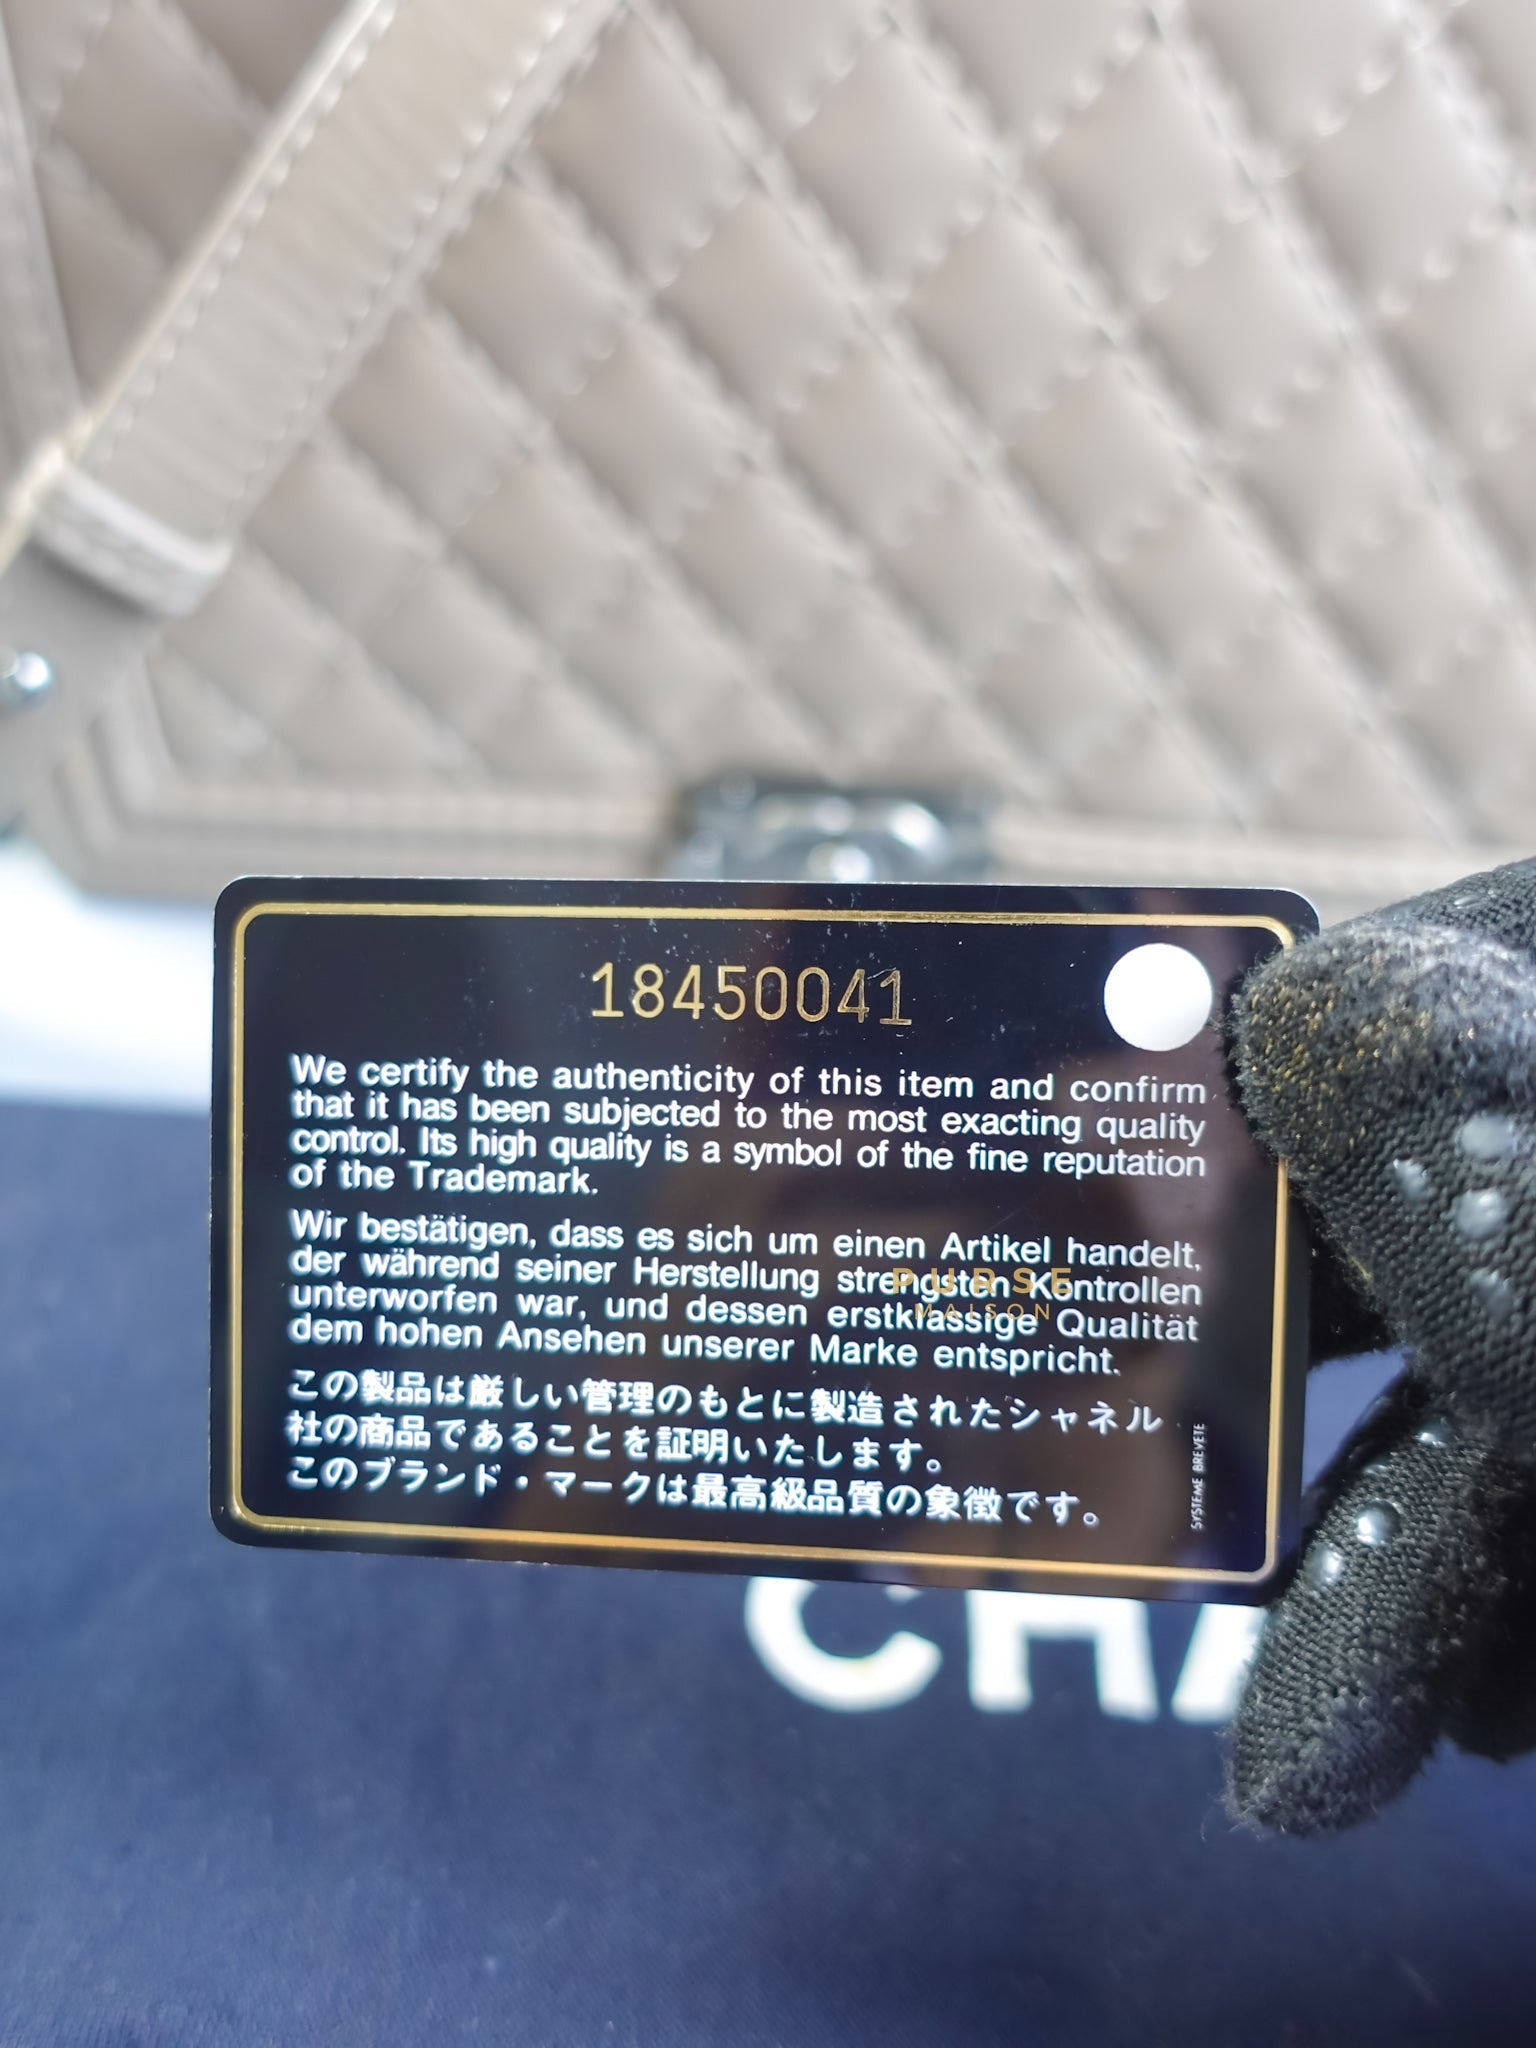 18450041
We certify the authenticity of this item and confirm
that it has been subjected to the most exacting quality
control. Its high quality is a symbol of the fine reputation
of the Trademark.
Wir bestätigen, dass es sich um einen Artikel handelt,
der während seiner Herstellung strengsten Kontrollen
unterworfen war, und dessen erstklassige Qualität
dem hohen Ansehen unserer Marke entspricht.
この製品は厳しい管理のもとに製造されたシャネル
社の商品であることを証明いたします。
このブランド・マークは最高級品質の象徴です。
SYSTEME BREVETE
PURSE
MAISON
CHA